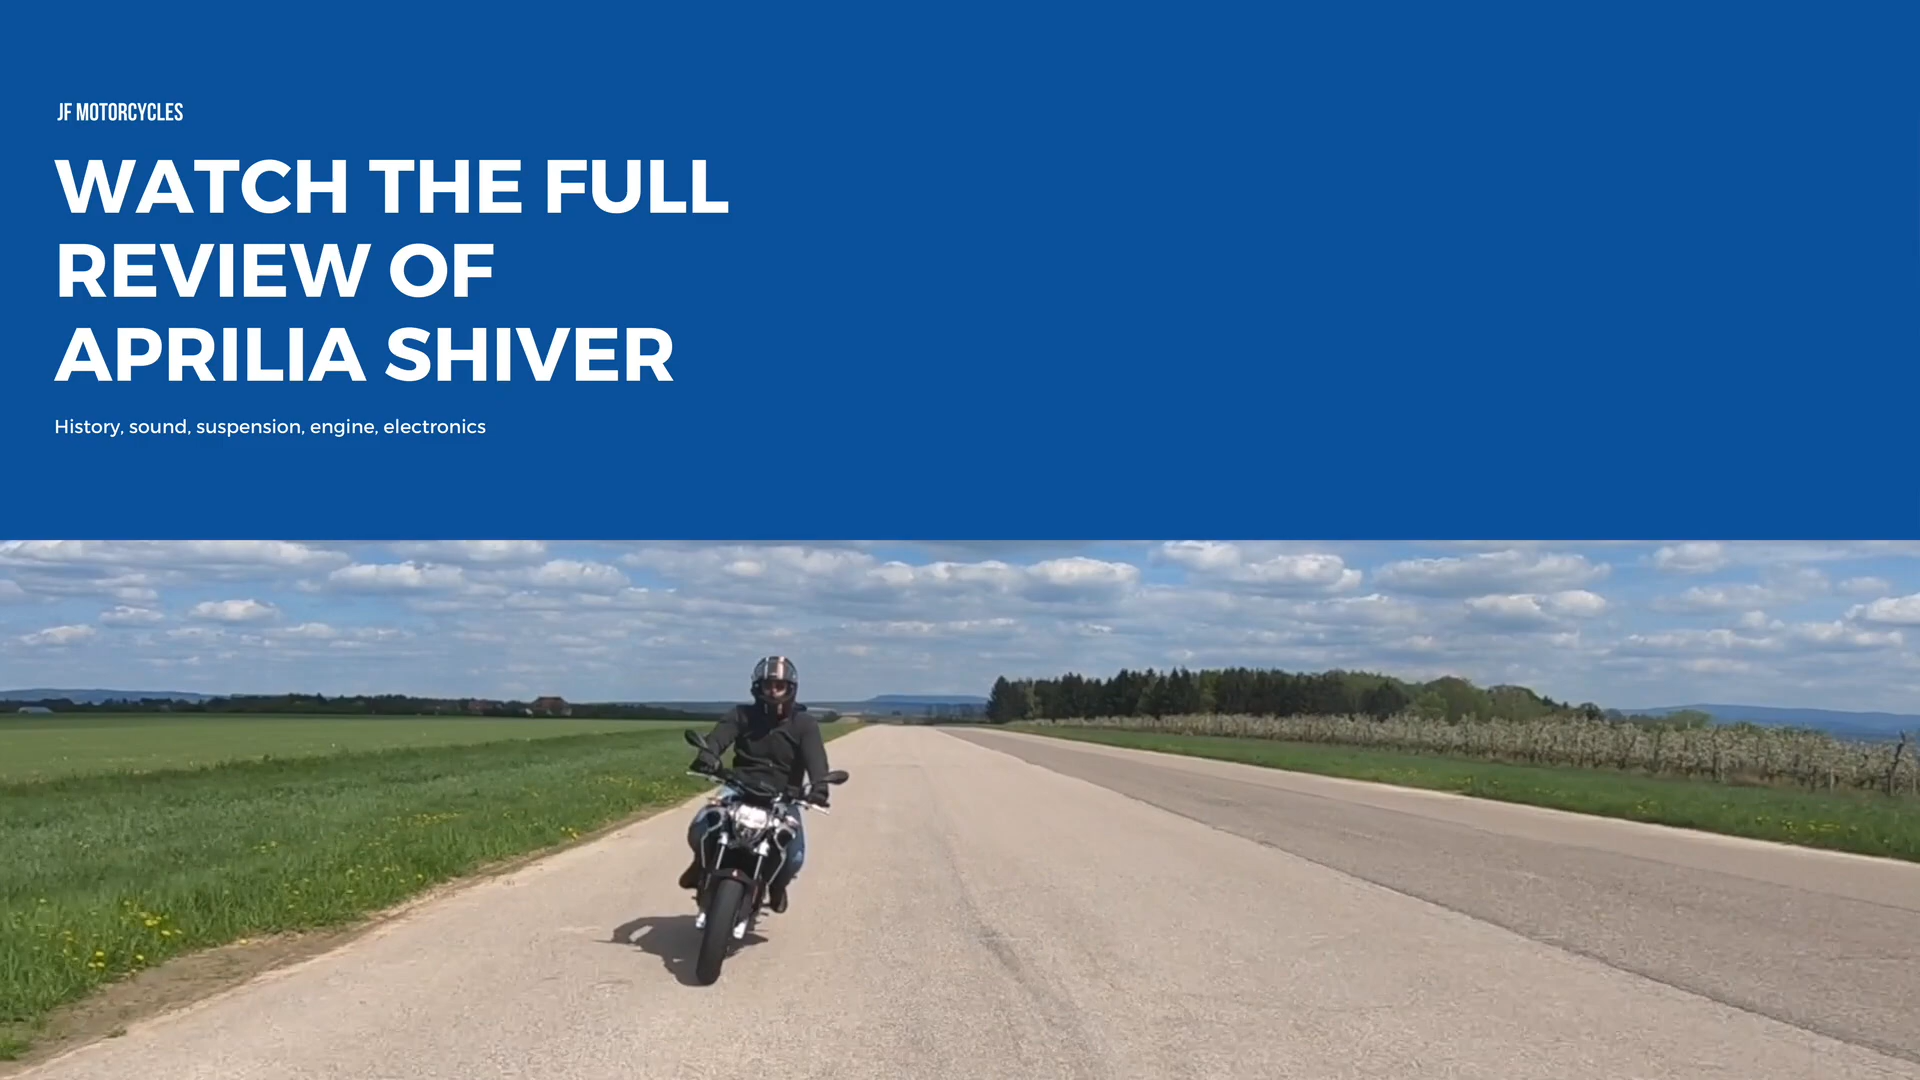 JF MOTORCYCLES
WATCH THE FULL
REVIEW OF
APRILIA SHIVER
History, sound, suspension, engine, electronics